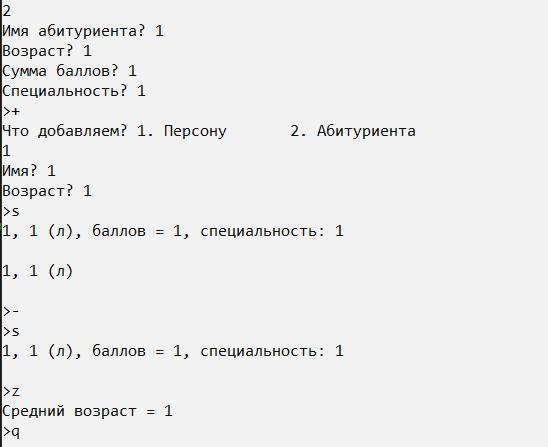 2
Имя абитуриента? 1
Возраст? 1
Сумма баллов? 1
Специальность? 1
>+
Что добавляем? 1. Персону 2. Абитуриента
1
Имя? 1
Возраст? 1
>s
1, 1 (л), баллов = 1, специальность: 1
1, 1 (л)
>-
>s
1, 1 (л), баллов = 1, специальность: 1
>z
Средний возраст = 1
>q